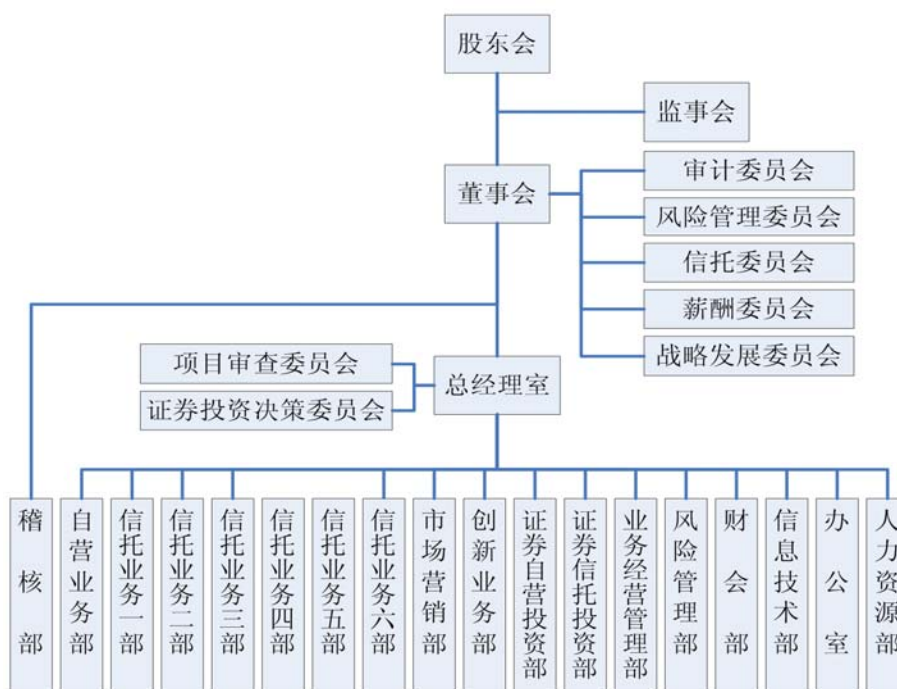 股东会
监事会
董事会
审计委员会
风险管理委员会
信托委员会
薪酬委员会
战略发展委员会
项目审查委员会
证券投资决策委员会
总经理室
稽核部
自营业务部
信托业务一部
信托业务二部
信托业务三部
信托业务四部
信托业务五部
信托业务六部
市场营销部
创新业务部
证券自营投资部
证券信托投资部
业务经营管理部
风险管理部
财会部
信息技术部
办公室
人力资源部